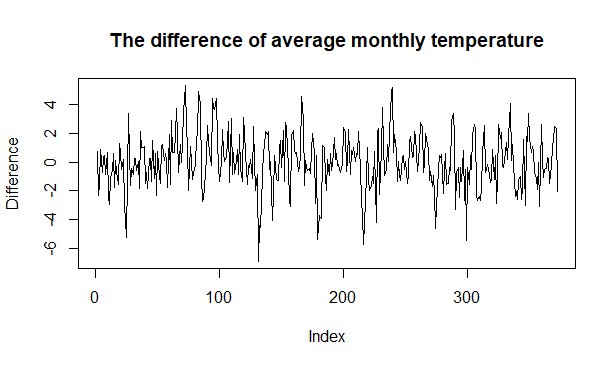 The difference of average monthly temperature
Difference
4
2
0
-2
-4
-6
0 100 200 300
Index